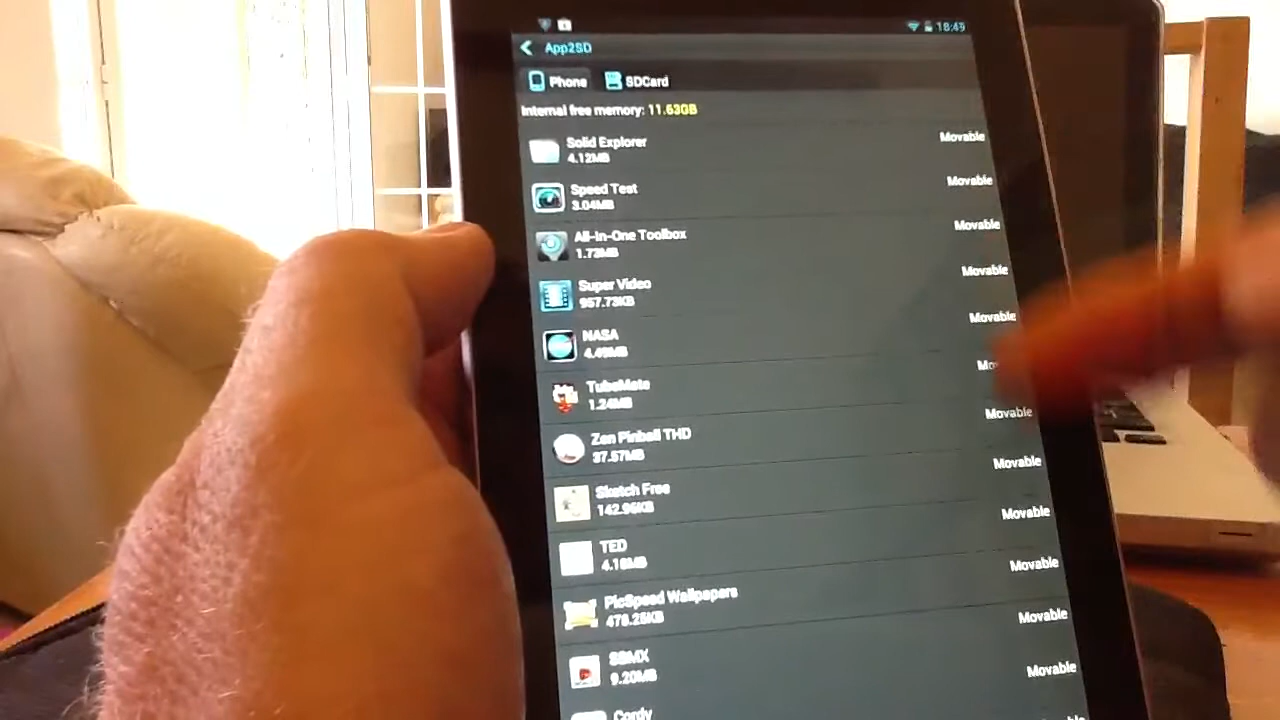 18:49
App2SD
Phone SDCard
Internal free memory: 11.63GB
Solid Explorer
4.12MB
Movable
Speed Test
3.04MB
Movable
All-In-One Toolbox
1.73MB
Movable
Super Video
957.73KB
Movable
NASA
4.49MB
Movable
TubeMate
1.24MB
Zen Pinball THD
37.57MB
Movable
Sketch Free
142.96KB
Movable
TED
4.18MB
Movable
PicSpeed Wallpapers
478.25KB
Movable
SBMX
9.20MB
Movable
Cordy
Movable